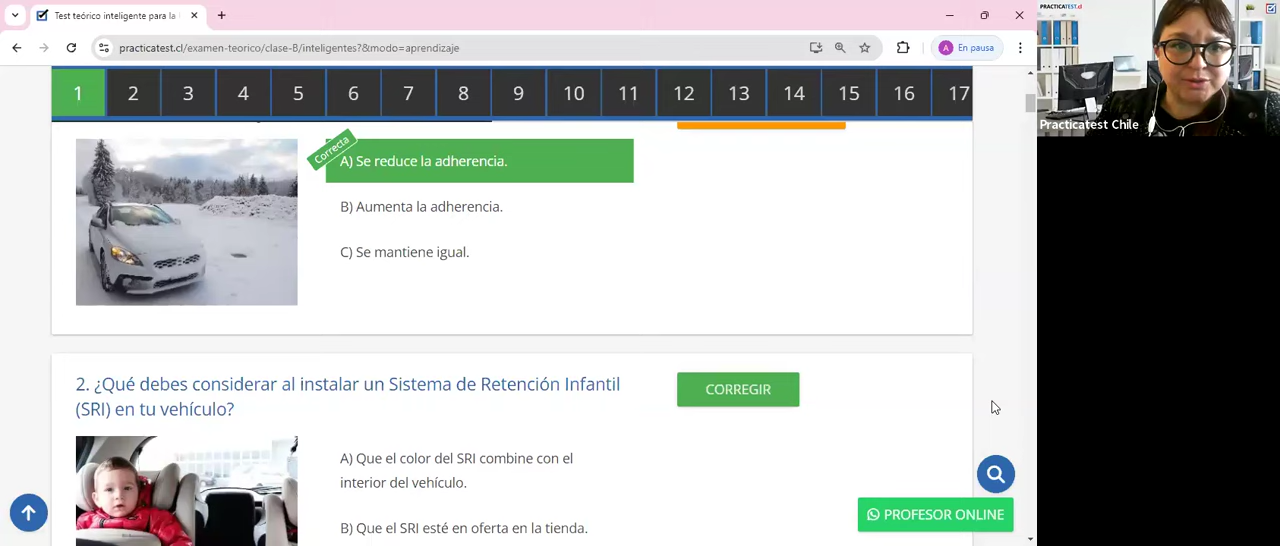 Test teórico inteligente para la
practicatest.cl/examen-teorico/clase-B/inteligentes?&modo=aprendizaje
A
En pausa
PRACTICATEST.CL
1 2 3 4 5 6 7 8 9 10 11 12 13 14 15 16 17
Practicatest Chile
Correcta
A) Se reduce la adherencia.
B) Aumenta la adherencia.
C) Se mantiene igual.
2. ¿Qué debes considerar al instalar un Sistema de Retención Infantil
(SRI) en tu vehículo?
CORREGIR
A) Que el color del SRI combine con el
interior del vehículo.
B) Que el SRI esté en oferta en la tienda.
PROFESOR ONLINE